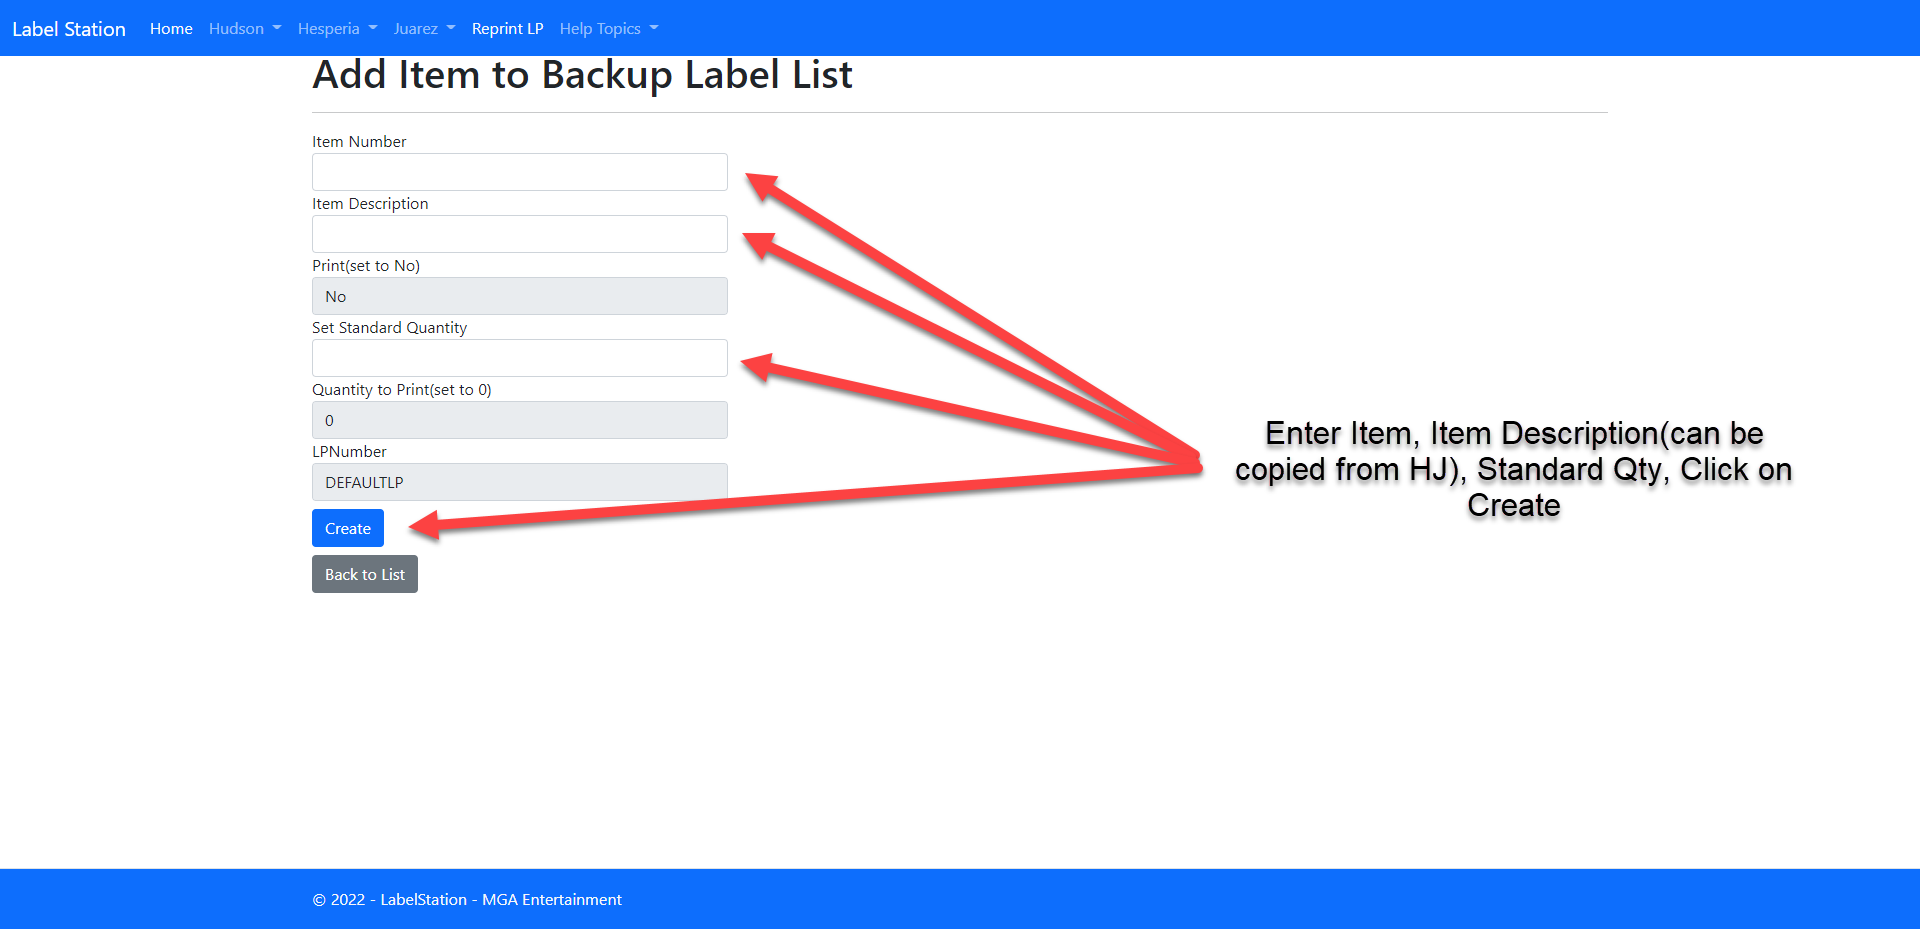 Label Station Home Hudson Hesperia Juarez Reprint LP Help Topics
Add Item to Backup Label List
Item Number
Item Description
Print(set to No)
No
Set Standard Quantity
Quantity to Print(set to 0)
0
LPNumber
DEFAULTLP
Create
Back to List
Enter Item, Item Description(can be
copied from HJ), Standard Qty, Click on
Create
© 2022 - LabelStation - MGA Entertainment